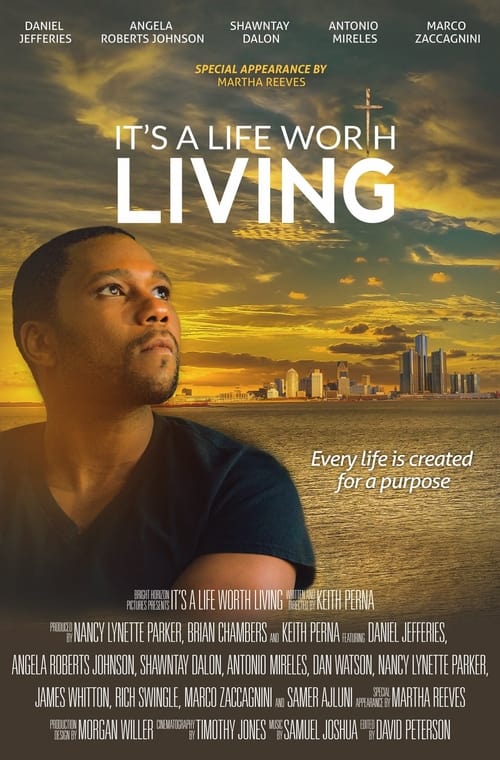 DANIEL JEFFERIES
ANGELA ROBERTS JOHNSON
SHAWNTAY DALON
ANTONIO MIRELES
MARCO ZACCAGNINI
SPECIAL APPEARANCE BY
MARTHA REEVES
IT'S A LIFE WORTH
LIVING
Every life is created
for a purpose
BRIGHT HORIZON PICTURES PRESENTS IT'S A LIFE WORTH LIVING WRITTEN AND DIRECTED BY KEITH PERNA
PRODUCED BY NANCY LYNETTE PARKER, BRIAN CHAMBERS AND KEITH PERNA FEATURING DANIEL JEFFERIES,
ANGELA ROBERTS JOHNSON, SHAWNTAY DALON, ANTONIO MIRELES, DAN WATSON, NANCY LYNETTE PARKER,
JAMES WHITTON, RICH SWINGLE, MARCO ZACCAGNINI AND SAMER AJLUNI SPECIAL APPEARANCE BY MARTHA REEVES
PRODUCTION DESIGN BY MORGAN WILLER CINEMATOGRAPHY BY TIMOTHY JONES MUSIC BY SAMUEL JOSHUA EDITED BY DAVID PETERSON